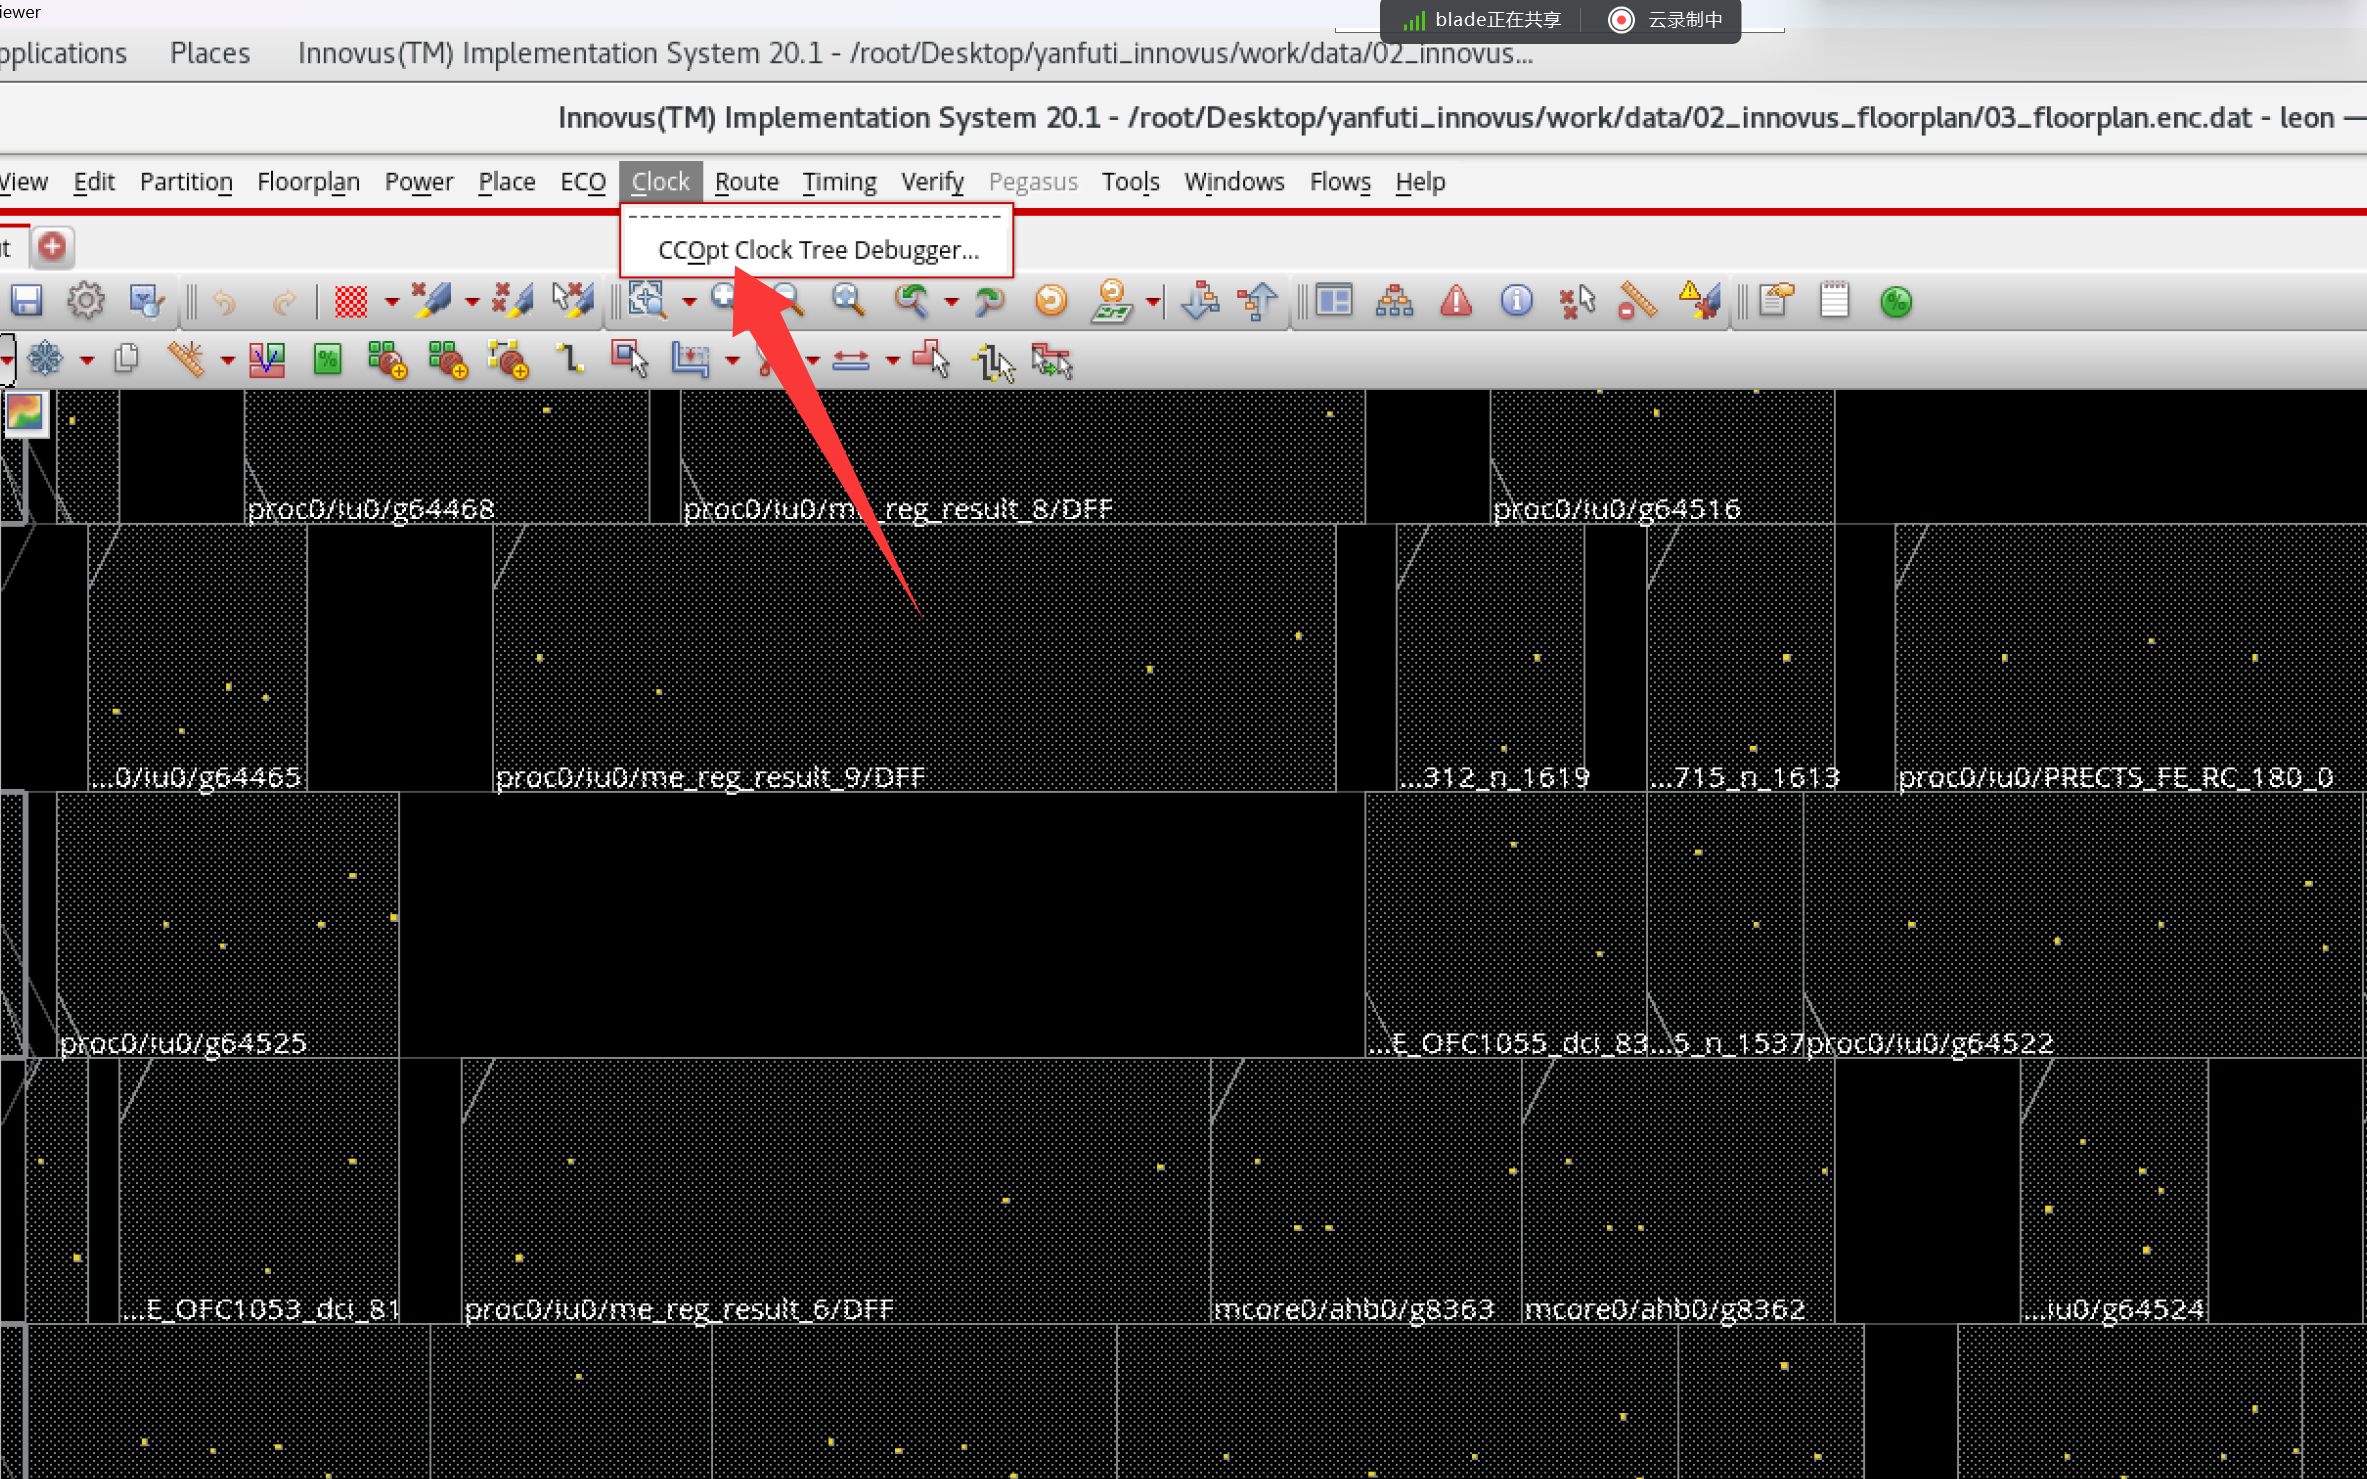 iewer
blade正在共享
云录制中
pplications Places Innovus(TM) Implementation System 20.1 - /root/Desktop/yanfuti_innovus/work/data/02_innovus...
Innovus(TM) Implementation System 20.1 - /root/Desktop/yanfuti_innovus/work/data/02_innovus_floorplan/03_floorplan.enc.dat - leon —
View Edit Partition Floorplan Power Place ECO Clock Route Timing Verify Pegasus Tools Windows Flows Help
CCOpt Clock Tree Debugger...
proc0/iu0/g64468
proc0/iu0/me_reg_result_8/DFF
proc0/iu0/g64516
...0/iu0/g64465
proc0/iu0/me_reg_result_9/DFF
...312_n_1619
...715_n_1613
proc0/iu0/PRECTS_FE_RC_180_0
proc0/iu0/g64525
...E_OFC1055_dci_83
...5_n_1537
proc0/iu0/g64522
...E_OFC1053_dci_81
proc0/iu0/me_reg_result_6/DFF
mcore0/ahb0/g8363
mcore0/ahb0/g8362
...iu0/g64524